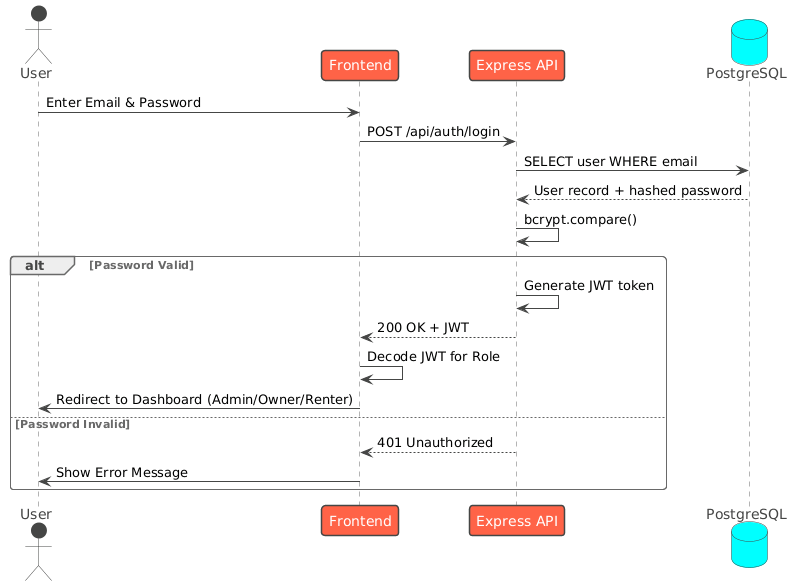 User
Frontend
Express API
PostgreSQL
Enter Email & Password
POST /api/auth/login
SELECT user WHERE email
User record + hashed password
bcrypt.compare()
alt [Password Valid]
Generate JWT token
200 OK + JWT
Decode JWT for Role
Redirect to Dashboard (Admin/Owner/Renter)
[Password Invalid]
401 Unauthorized
Show Error Message
User
Frontend
Express API
PostgreSQL